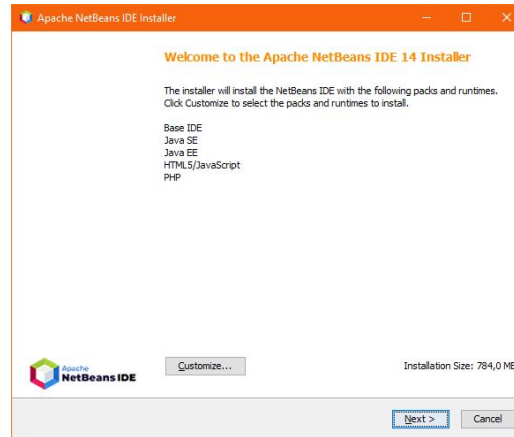 Apache NetBeans IDE Installer
Welcome to the Apache NetBeans IDE 14 Installer
The installer will install the NetBeans IDE with the following packs and runtimes.
Click Customize to select the packs and runtimes to install.
Base IDE
Java SE
Java EE
HTML5/JavaScript
PHP
Apache
NetBeans IDE
Customize...
Installation Size: 784,0 MB
Next >
Cancel